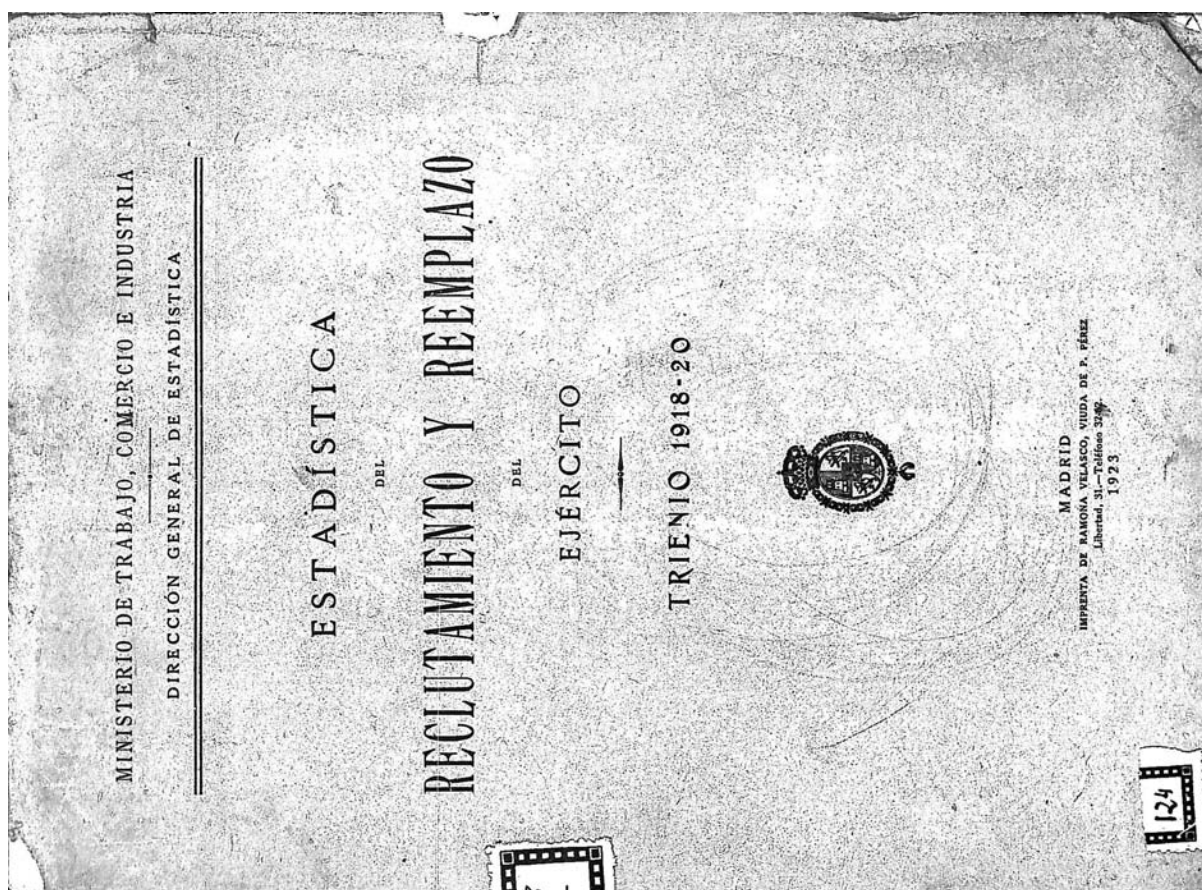 MINISTERIO DE TRABAJO, COMERCIO E INDUSTRIA
DIRECCIÓN GENERAL DE ESTADÍSTICA
ESTADÍSTICA
DEL
RECLUTAMIENTO Y REEMPLAZO
DEL
EJÉRCITO
TRIENIO 1918-20
MADRID
IMPRENTA DE RAMONA VELASCO, VIUDA DE P. PÉREZ
Libertad, 31.—Teléfono
1923
124